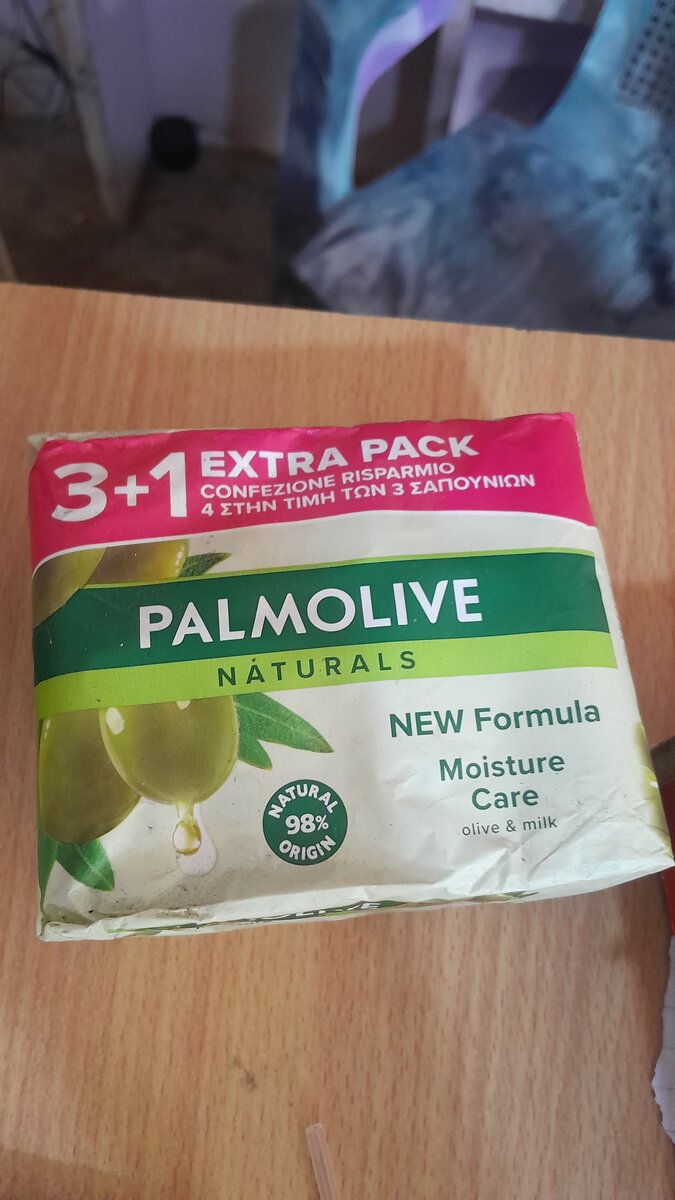 3+1
EXTRA PACK
CONFEZIONE RISPARMIO
4 ΣΤΗΝ ΤΙΜΗ ΤΩΝ 3 ΣΑΠΟΥΝΙΩΝ
PALMOLIVE
NATURALS
NEW Formula
Moisture
Care
olive & milk
NATURAL
98%
ORIGIN